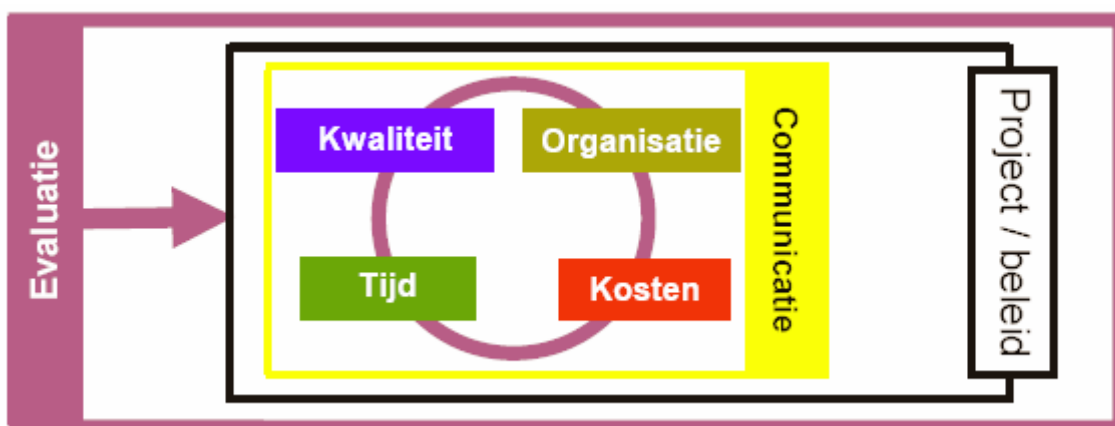 Evaluatie
Kwaliteit
Organisatie
Tijd
Kosten
Communicatie
Project / beleid